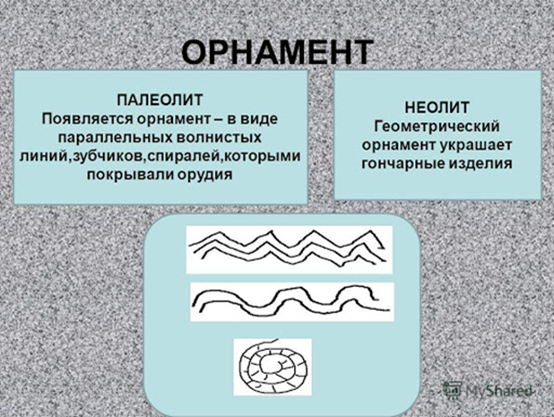 ОРНАМЕНТ
ПАЛЕОЛИТ
Появляется орнамент – в виде
параллельных волнистых
линий,зубчиков,спиралей,которыми
покрывали орудия
НЕОЛИТ
Геометрический
орнамент украшает
гончарные изделия
MyShared